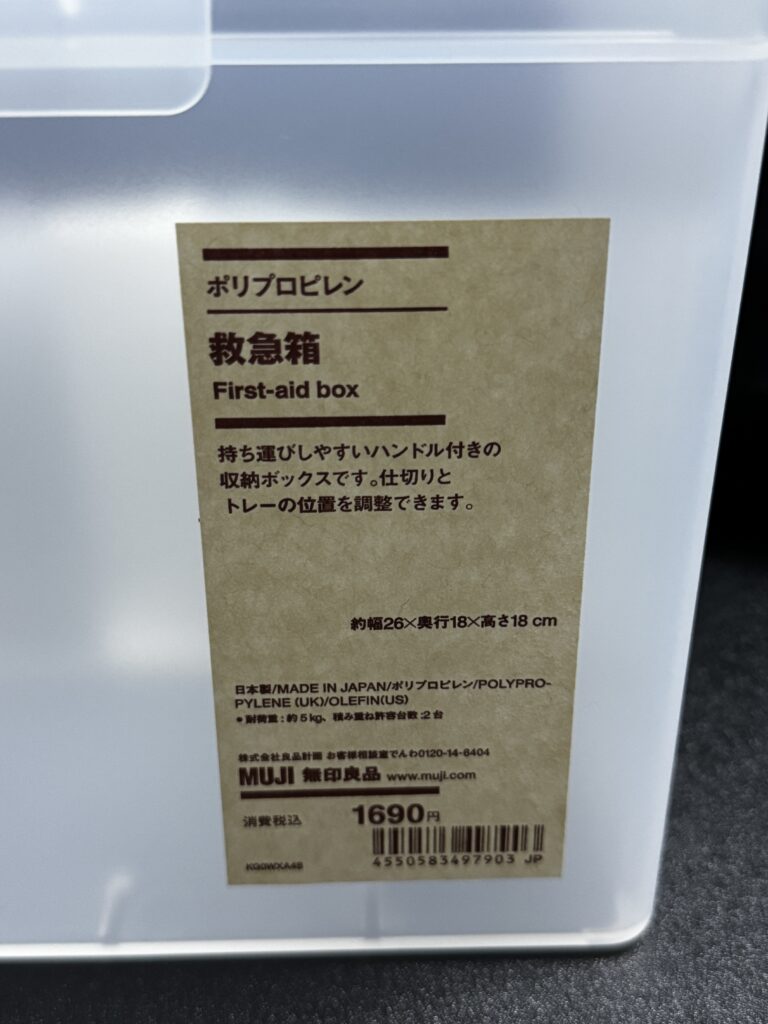 ポリプロピレン
救急箱
First-aid box
持ち運びしやすいハンドル付きの
収納ボックスです。仕切りと
トレーの位置を調整できます。
約幅26×奥行18×高さ18 cm
日本製/MADE IN JAPAN/ポリプロピレン/POLYPRO-
PYLENE (UK)/OLEFIN(US)
●耐荷重:約5kg、積み重ね許容台数:2台
株式会社良品計画 お客様相談室でんわ0120-14-6404
MUJI 無印良品 www.muji.com
消費税込 1690円
4550583497903 JP
KG0WXA4S